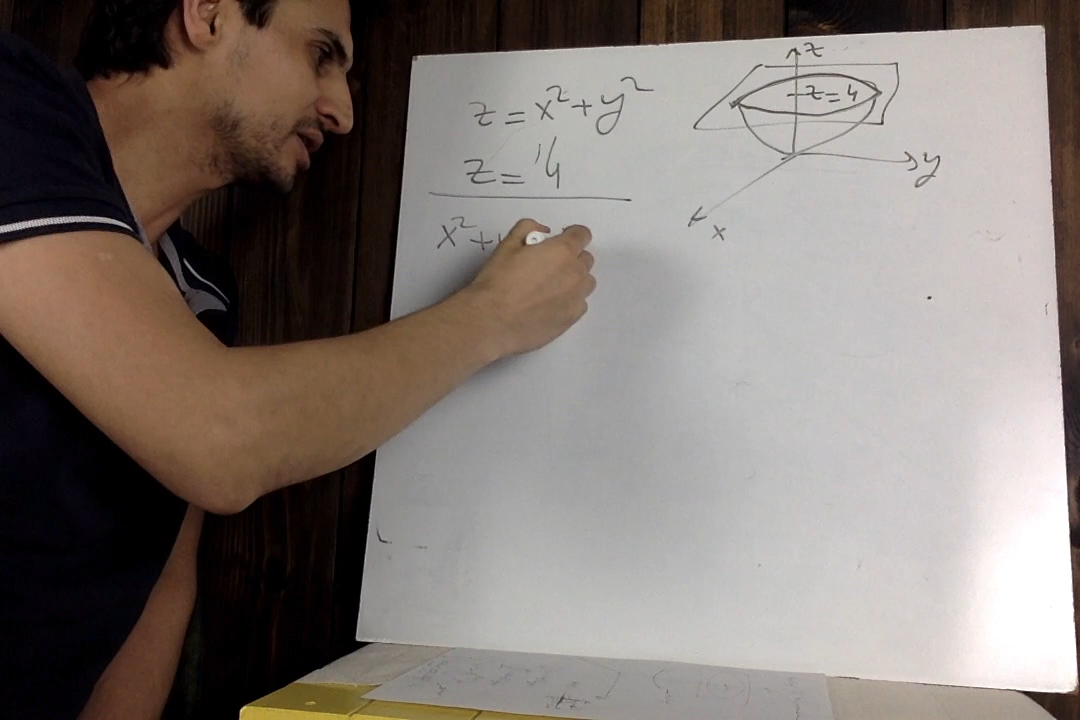 z = x² + y²
z = 4
x² +
z
z = 4
y
x